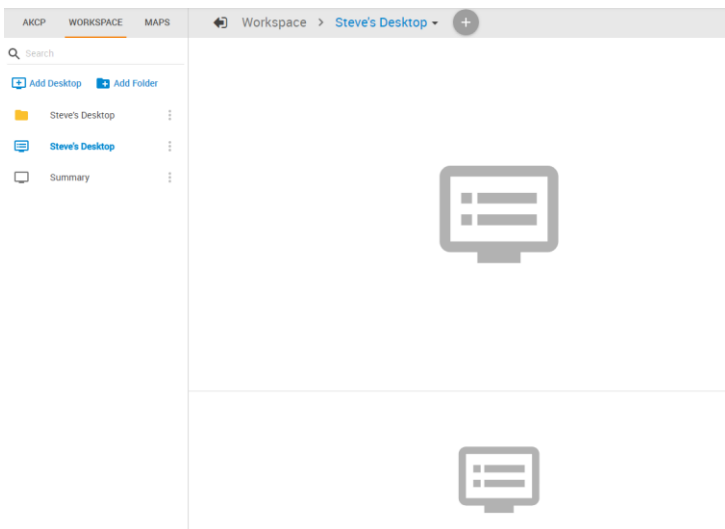 AKCP WORKSPACE MAPS
Workspace > Steve's Desktop
Search
Add Desktop Add Folder
Steve's Desktop
Steve's Desktop
Summary